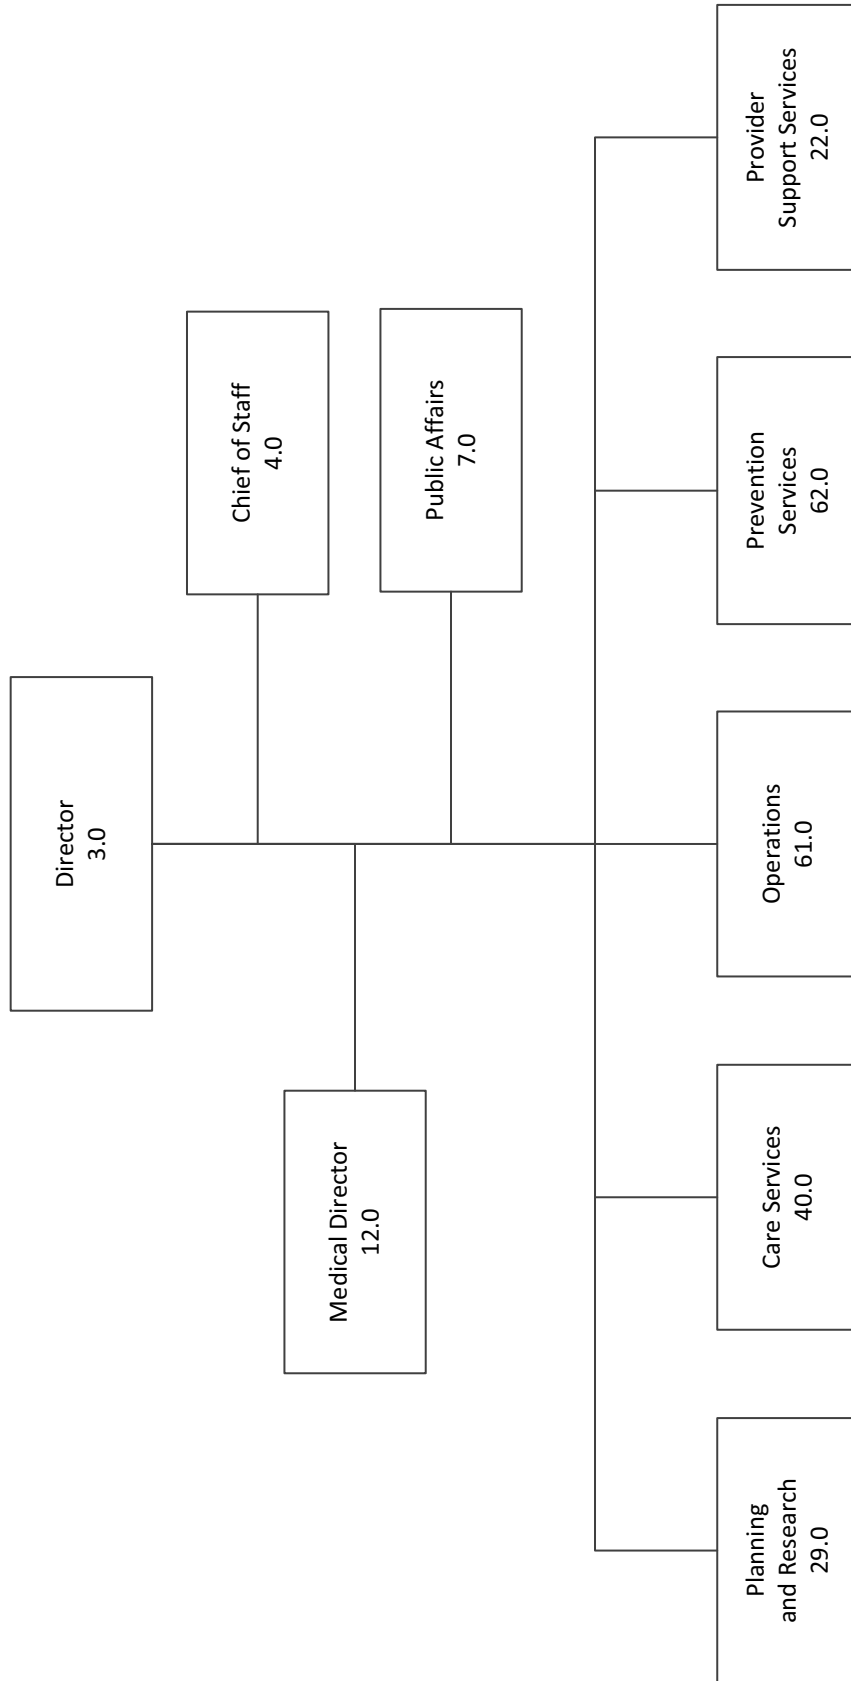 Director
3.0
Chief of Staff
4.0
Medical Director
12.0
Public Affairs
7.0
Planning
and Research
29.0
Care Services
40.0
Operations
61.0
Prevention
Services
62.0
Provider
Support Services
22.0